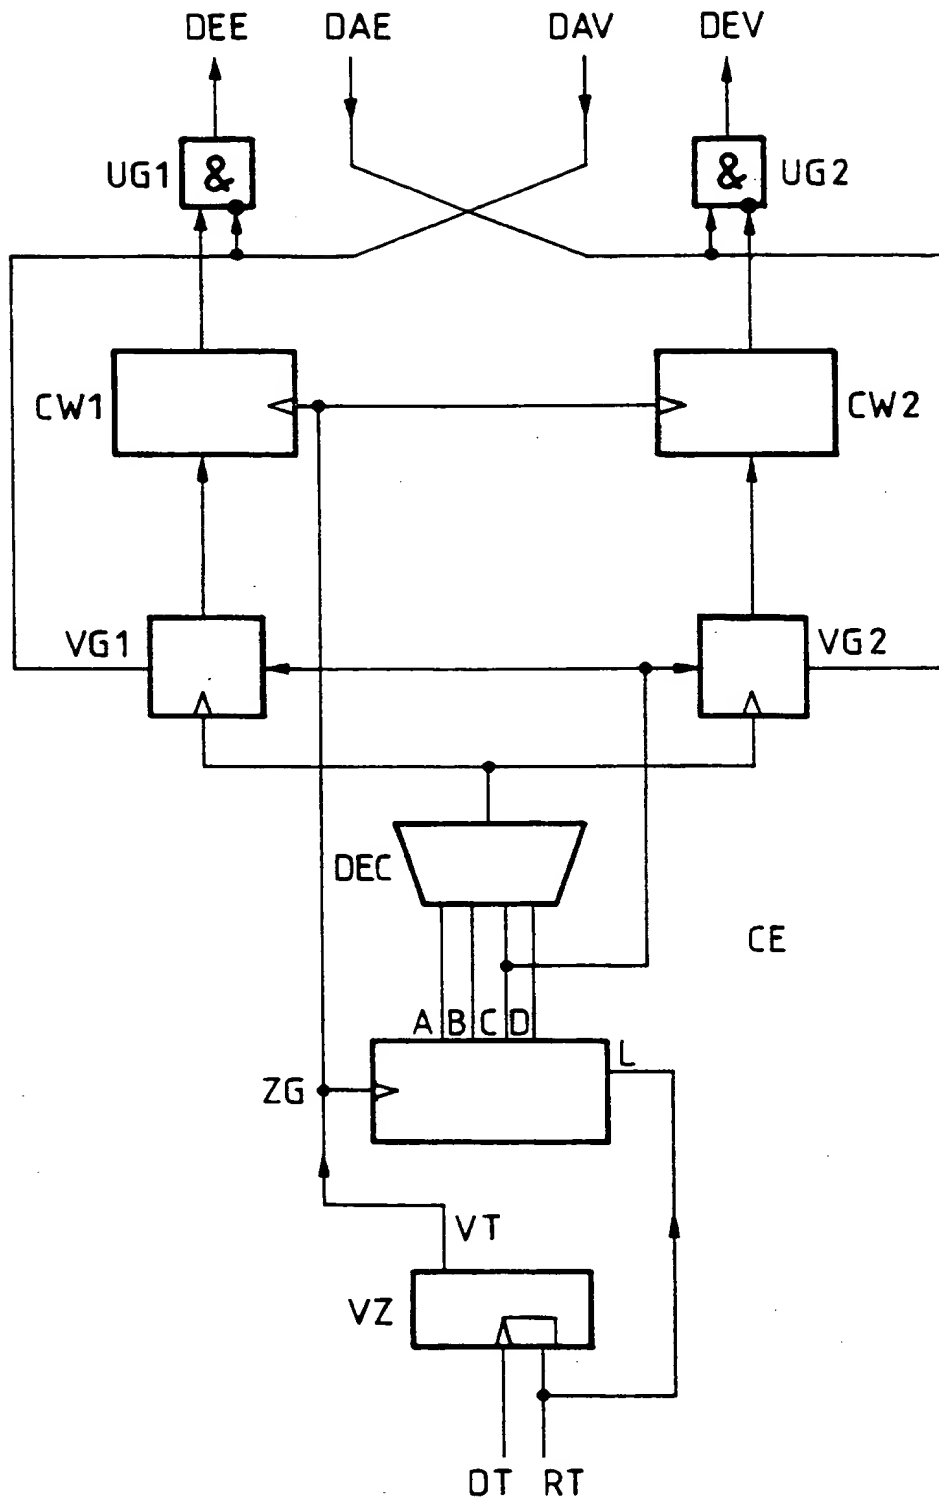 DEE DAE DAV DEV
UG1 & & UG2
CW1 CW2
VG1 VG2
DEC
CE
A B C D
L
ZG
VT
VZ
DT RT